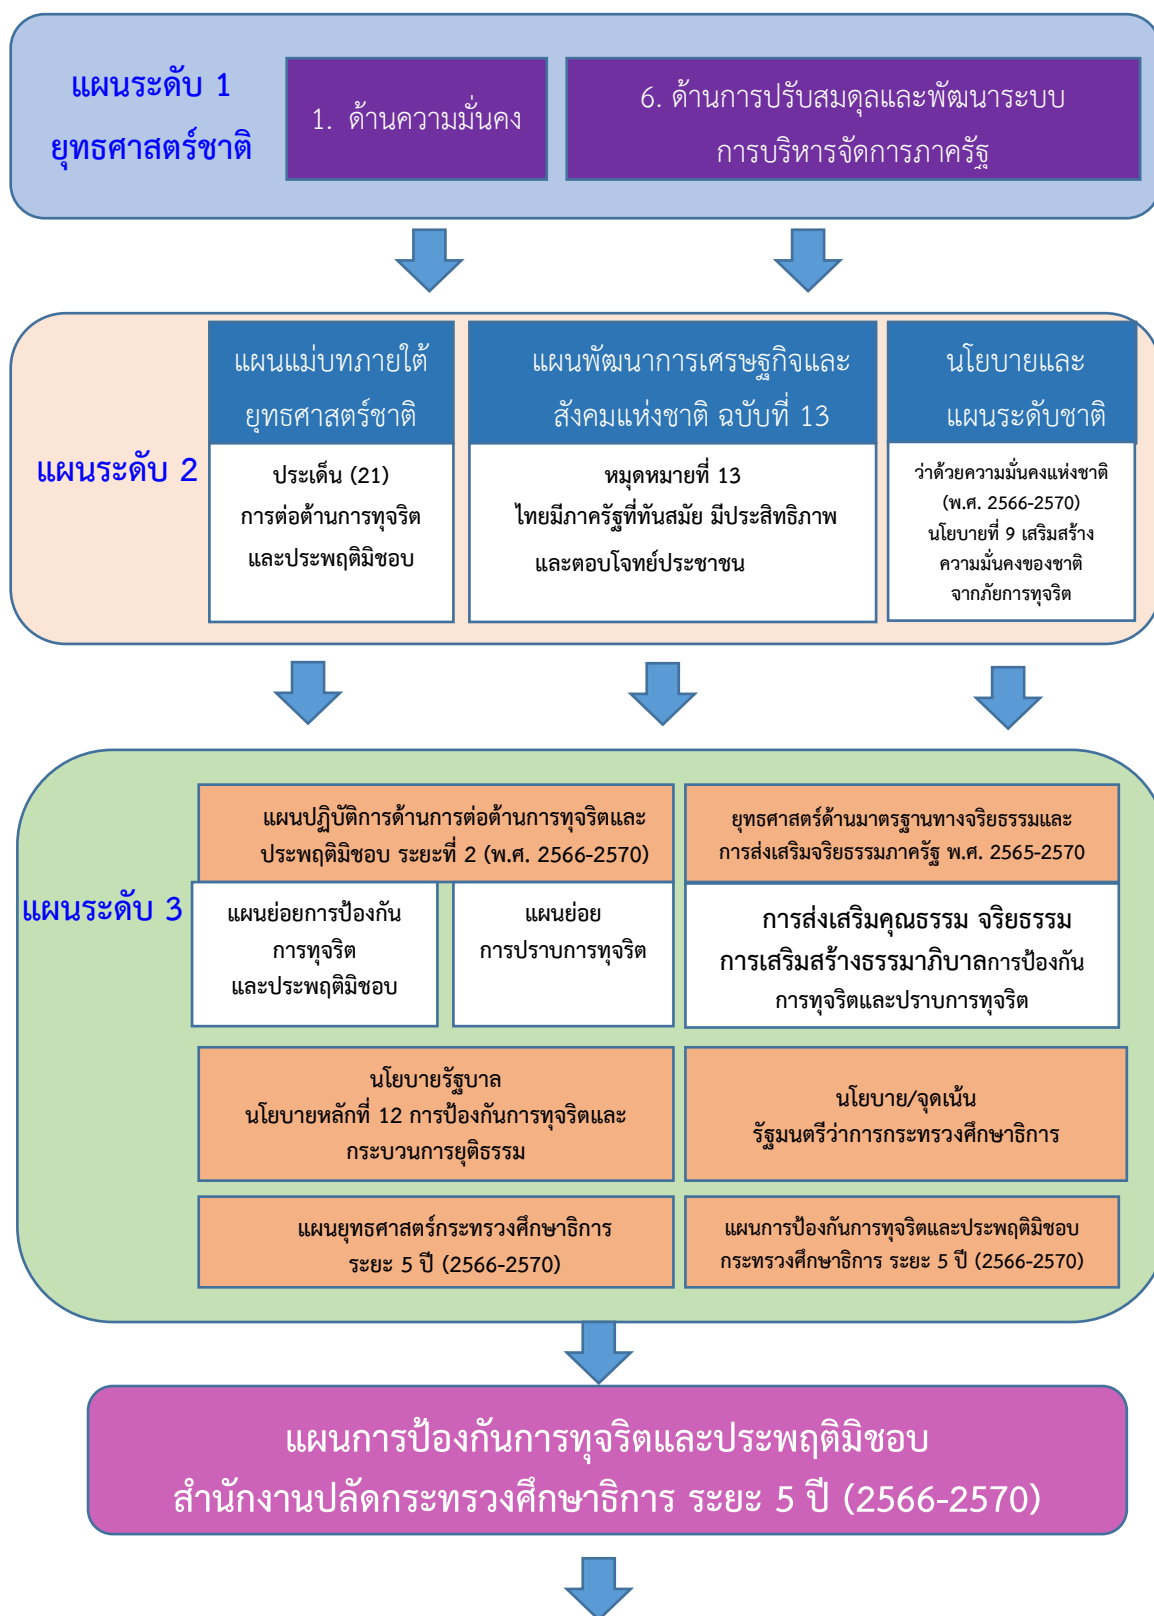 แผนระดับ 1
ยุทธศาสตร์ชาติ
1. ด้านความมั่นคง
6. ด้านการปรับสมดุลและพัฒนาระบบ
การบริหารจัดการภาครัฐ
แผนระดับ 2
แผนแม่บทภายใต้
ยุทธศาสตร์ชาติ
ประเด็น (21)
การต่อต้านการทุจริต
และประพฤติมิชอบ
แผนพัฒนาการเศรษฐกิจและ
สังคมแห่งชาติ ฉบับที่ 13
หมุดหมายที่ 13
ไทยมีภาครัฐที่ทันสมัย มีประสิทธิภาพ
และตอบโจทย์ประชาชน
นโยบายและ
แผนระดับชาติ
ว่าด้วยความมั่นคงแห่งชาติ
(พ.ศ. 2566-2570)
นโยบายที่ 9 เสริมสร้าง
ความมั่นคงของชาติ
จากภัยการทุจริต
แผนระดับ 3
แผนปฏิบัติการด้านการต่อต้านการทุจริตและ
ประพฤติมิชอบ ระยะที่ 2 (พ.ศ. 2566-2570)
แผนย่อยการป้องกัน
การทุจริต
และประพฤติมิชอบ
แผนย่อย
การปราบการทุจริต
ยุทธศาสตร์ด้านมาตรฐานทางจริยธรรมและ
การส่งเสริมจริยธรรมภาครัฐ พ.ศ. 2565-2570
การส่งเสริมคุณธรรม จริยธรรม
การเสริมสร้างธรรมาภิบาลการป้องกัน
การทุจริตและปราบการทุจริต
นโยบายรัฐบาล
นโยบายหลักที่ 12 การป้องกันการทุจริตและ
กระบวนการยุติธรรม
นโยบาย/จุดเน้น
รัฐมนตรีว่าการกระทรวงศึกษาธิการ
แผนยุทธศาสตร์กระทรวงศึกษาธิการ
ระยะ 5 ปี (2566-2570)
แผนการป้องกันการทุจริตและประพฤติมิชอบ
กระทรวงศึกษาธิการ ระยะ 5 ปี (2566-2570)
แผนการป้องกันการทุจริตและประพฤติมิชอบ
สำนักงานปลัดกระทรวงศึกษาธิการ ระยะ 5 ปี (2566-2570)